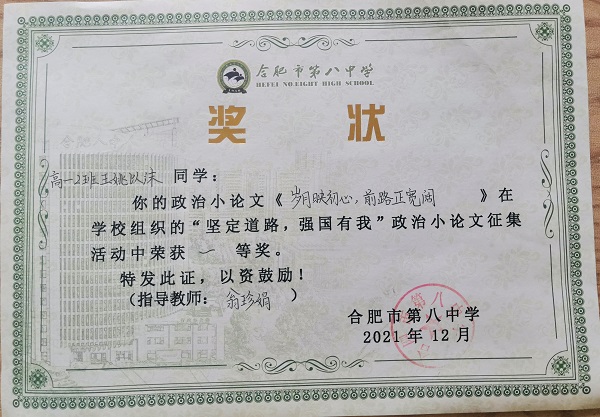 合肥市第八中学
HEFEI NO.EIGHT HIGH SCHOOL
奖 状
高一2班王姚以沫 同学：
你的政治小论文《岁月映初心，前路正宽阔》在
学校组织的“坚定道路，强国有我”政治小论文征集
活动中荣获 一 等奖。
特发此证，以资鼓励！
（指导教师： 翁珍娟 ）
合肥市第八中学
2021 年 12 月